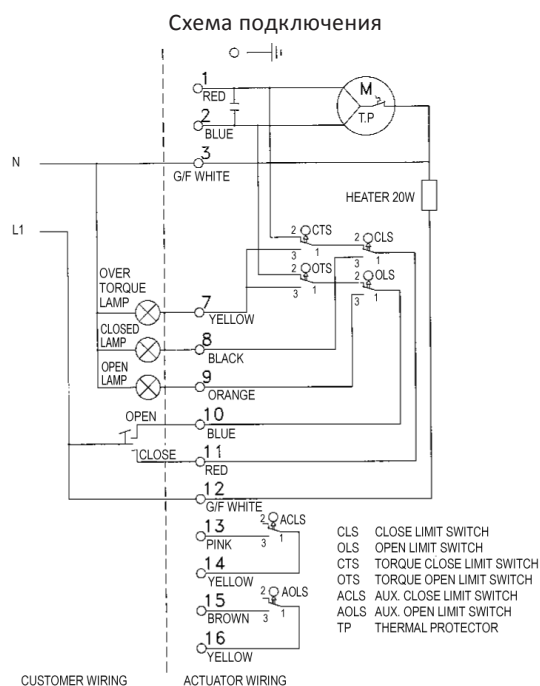 Схема подключения
1
RED
M
T.P
2
BLUE
N
3
G/F WHITE
HEATER 20W
L1
2 CTS
2 CLS
3 1
3 1
2 OTS
2 OLS
3 1
3 1
OVER
TORQUE
LAMP
7
YELLOW
CLOSED
LAMP
8
BLACK
OPEN
LAMP
9
ORANGE
OPEN
10
BLUE
CLOSE
11
RED
12
G/F WHITE
13
PINK
2 ACLS
3 1
14
YELLOW
15
BROWN
2 AOLS
3 1
16
YELLOW
CLS CLOSE LIMIT SWITCH
OLS OPEN LIMIT SWITCH
CTS TORQUE CLOSE LIMIT SWITCH
OTS TORQUE OPEN LIMIT SWITCH
ACLS AUX. CLOSE LIMIT SWITCH
AOLS AUX. OPEN LIMIT SWITCH
TP THERMAL PROTECTOR
CUSTOMER WIRING
ACTUATOR WIRING